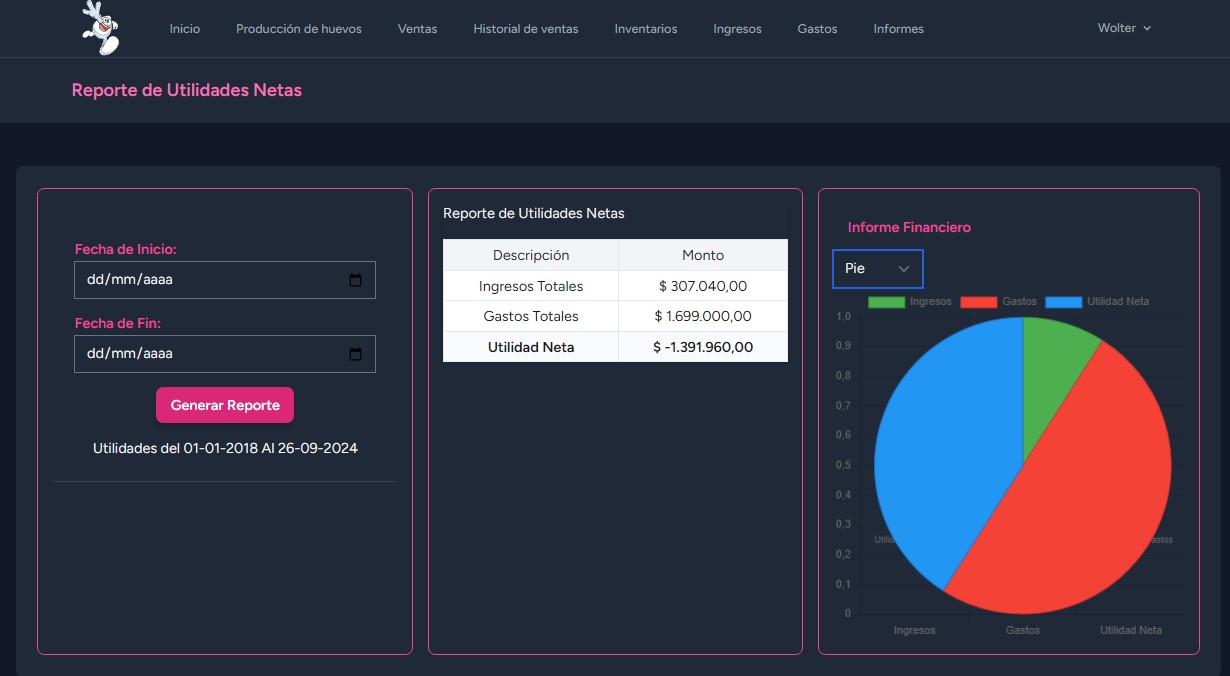 Inicio Producción de huevos Ventas Historial de ventas Inventarios Ingresos Gastos Informes Wolter
Reporte de Utilidades Netas
Fecha de Inicio:
dd/mm/aaaa
Fecha de Fin:
dd/mm/aaaa
Generar Reporte
Utilidades del 01-01-2018 Al 26-09-2024
Reporte de Utilidades Netas
Descripción Monto
Ingresos Totales $ 307.040,00
Gastos Totales $ 1.699.000,00
Utilidad Neta $ -1.391.960,00
Informe Financiero
Pie
Ingresos Gastos Utilidad Neta
1,0
0,9
0,8
0,7
0,6
0,5
0,4
0,3
0,2
0,1
0
Ingresos Gastos Utilidad Neta